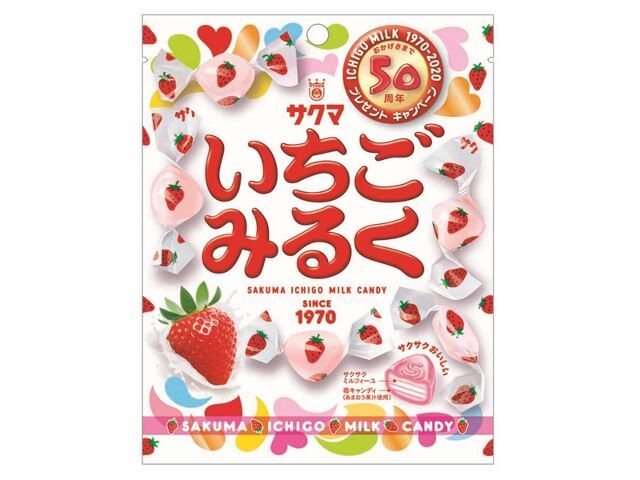 ICHIGO MILK 1970-2020
おかげさまで
50
周年
プレゼント キャンペーン
サクマ
いちご
みるく
SAKUMA ICHIGO MILK CANDY
SINCE
1970
サクサクおいしい
サクサク
ミルフィーユ
苺キャンディ
(あまおう果汁使用)
SAKUMA ICHIGO MILK CANDY
サクマ